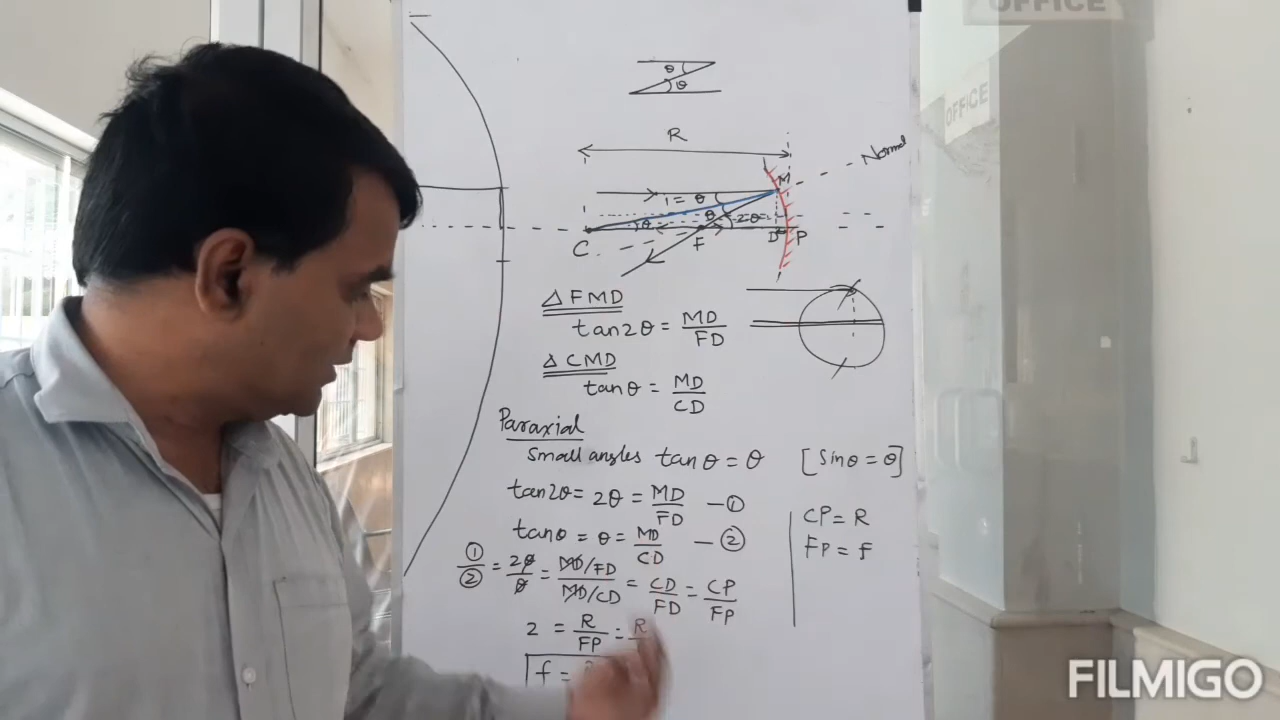 OFFICE
OFFICE
θ
θ
R
Normal
M
i = θ
θ
2θ
θ
C
F
D
P
△ FMD
tan2θ = MD/FD
△ CMD
tanθ = MD/CD
Paraxial
Small angles tanθ = θ [Sinθ = θ]
tan2θ = 2θ = MD/FD — ①
CP = R
tanθ = θ = MD/CD — ②
FP = f
①/② = 2θ/θ = MD/FD / MD/CD = CD/FD = CP/FP
2 = R/FP = R
f =
FILMIGO